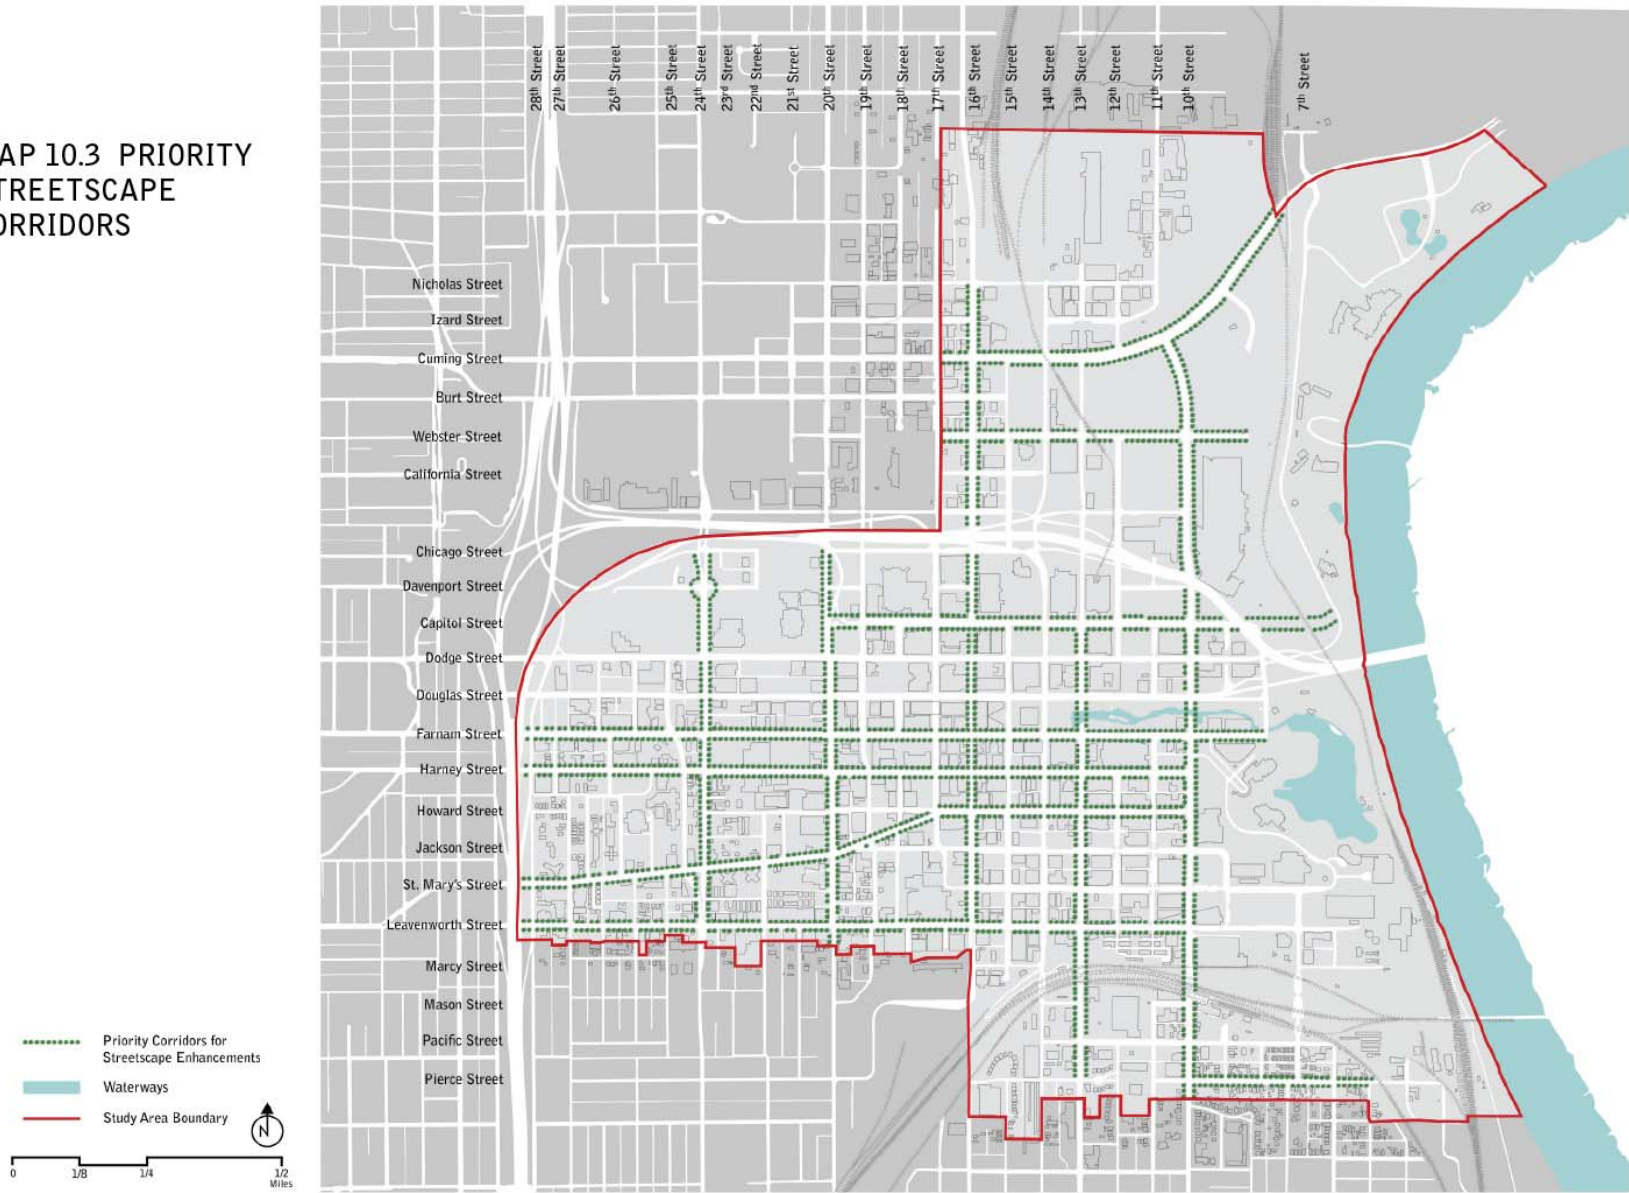 AP 10.3 PRIORITY
TREETSCAPE
ORRIDORS
28th Street
27th Street
26th Street
25th Street
24th Street
23rd Street
22nd Street
21st Street
20th Street
19th Street
18th Street
17th Street
16th Street
15th Street
14th Street
13th Street
12th Street
11th Street
10th Street
7th Street
Nicholas Street
Izard Street
Cuming Street
Burt Street
Webster Street
California Street
Chicago Street
Davenport Street
Capitol Street
Dodge Street
Douglas Street
Farnam Street
Harney Street
Howard Street
Jackson Street
St. Mary's Street
Leavenworth Street
Marcy Street
Mason Street
Pacific Street
Pierce Street
Priority Corridors for
Streetscape Enhancements
Waterways
Study Area Boundary
N
0 1/8 1/4 1/2
Miles